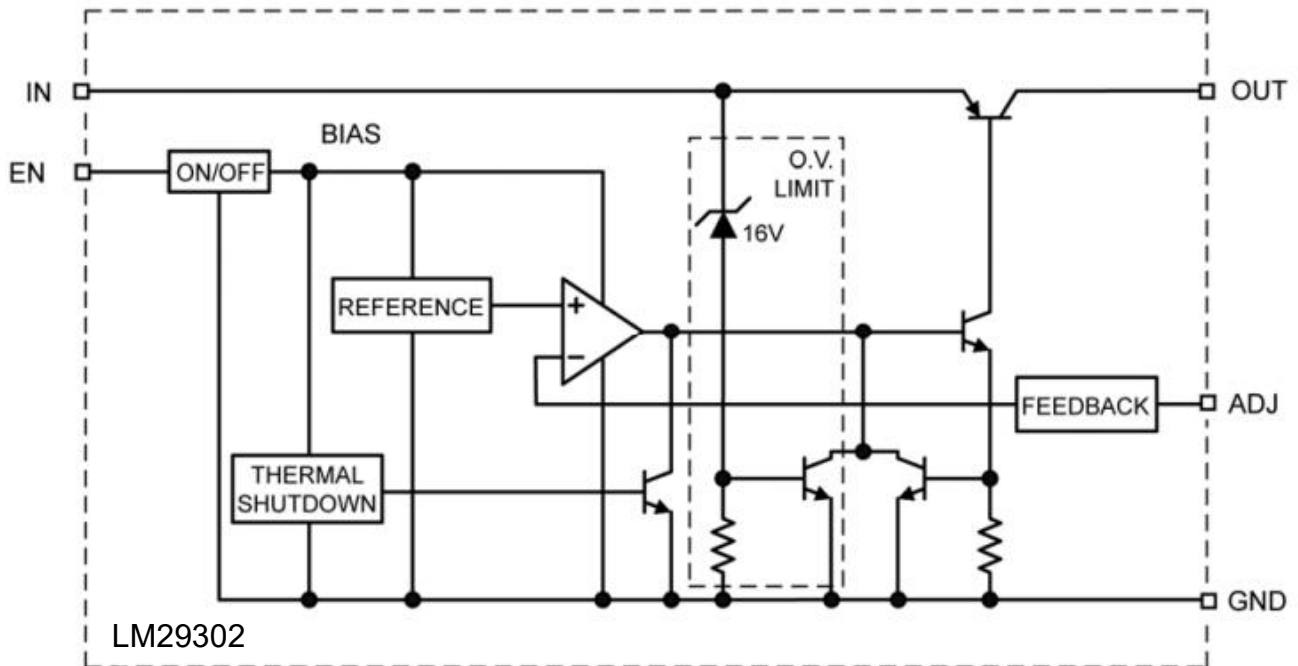 IN
OUT
BIAS
EN
ON/OFF
O.V.
LIMIT
16V
REFERENCE
+
−
FEEDBACK
ADJ
THERMAL
SHUTDOWN
GND
LM29302